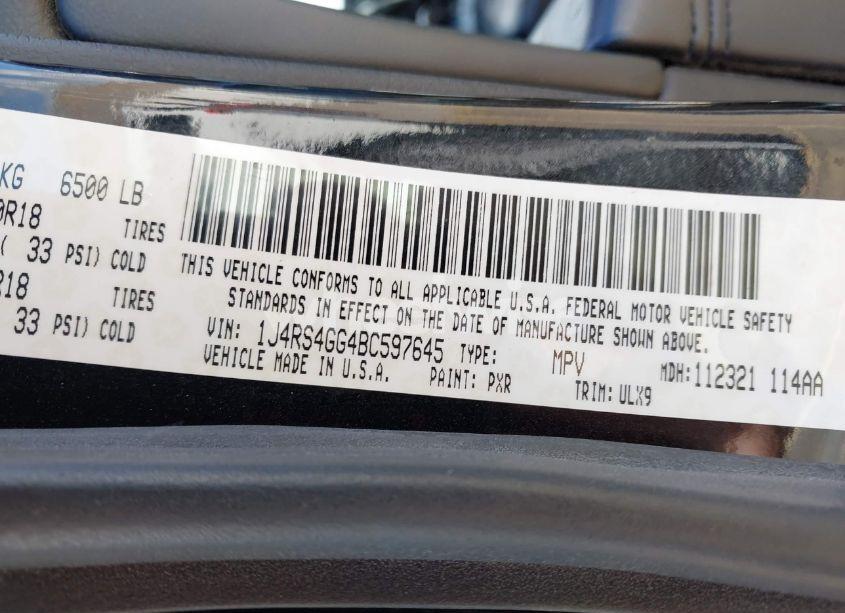 KG 6500 LB
0R18 TIRES
( 33 PSI) COLD
R18 TIRES
33 PSI) COLD
THIS VEHICLE CONFORMS TO ALL APPLICABLE U.S.A. FEDERAL MOTOR VEHICLE SAFETY
STANDARDS IN EFFECT ON THE DATE OF MANUFACTURE SHOWN ABOVE.
VIN: 1J4RS4GG4BC597645 TYPE: MPV MDH:112321 114AA
VEHICLE MADE IN U.S.A. PAINT: PXR TRIM: ULX9